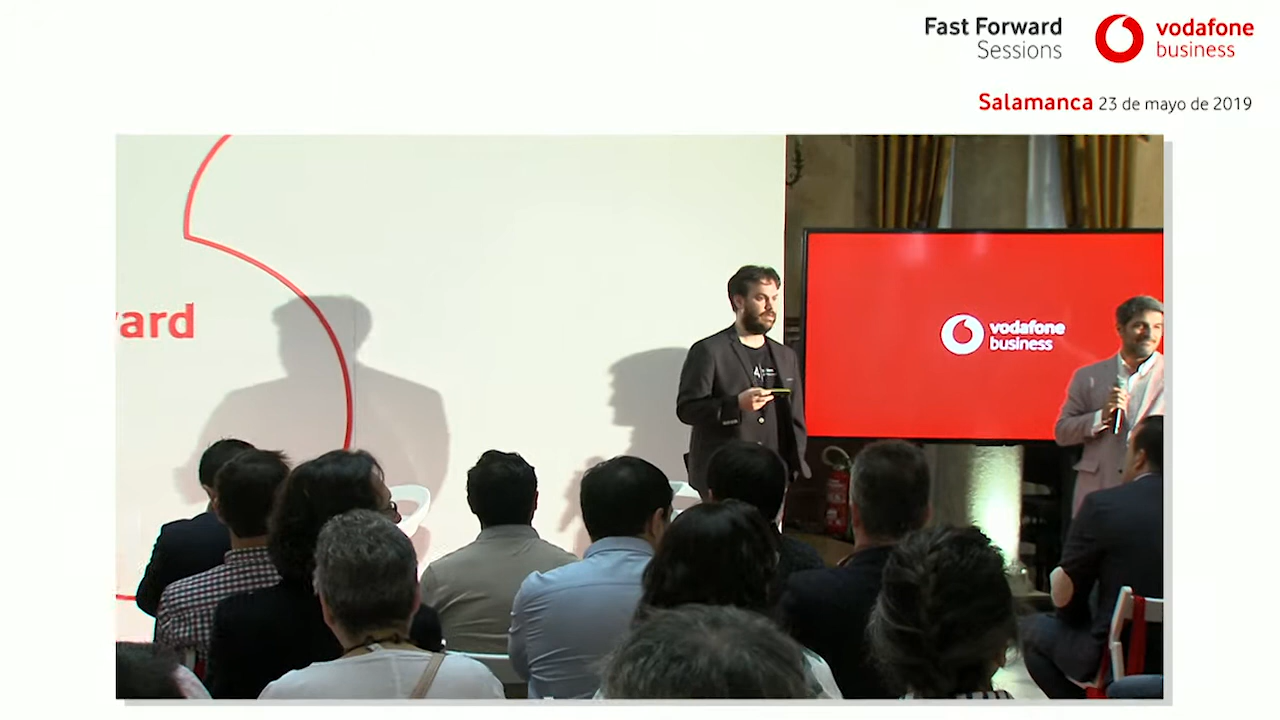 Fast Forward
Sessions
vodafone
business
Salamanca 23 de mayo de 2019
ward
vodafone
business